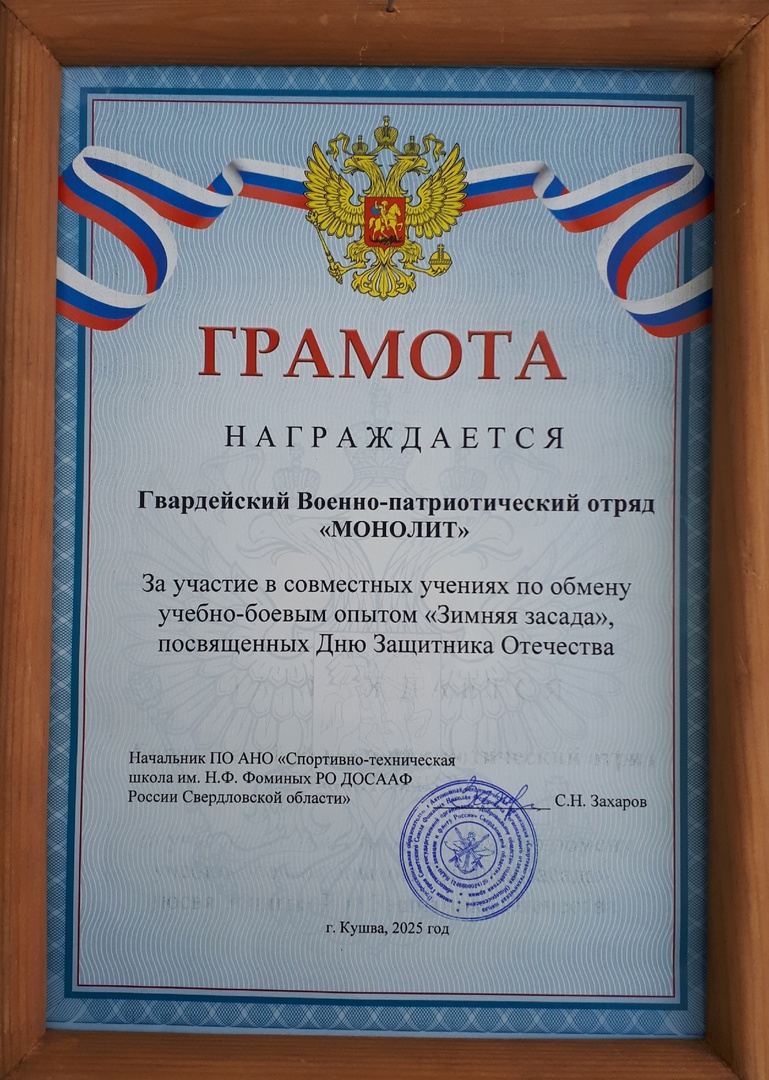 ГРАМОТА
НАГРАЖДАЕТСЯ
Гвардейский Военно-патриотический отряд
«МОНОЛИТ»
За участие в совместных учениях по обмену
учебно-боевым опытом «Зимняя засада»,
посвященных Дню Защитника Отечества
Начальник ПО АНО «Спортивно-техническая
школа им. Н.Ф. Фоминых РО ДОСААФ
России Свердловской области»
С.Н. Захаров
г. Кушва, 2025 год